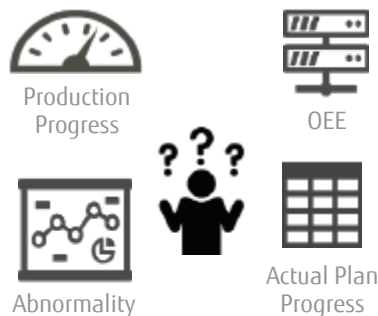 Production
Progress
OEE
? ? ?
Abnormality
Actual Plan
Progress